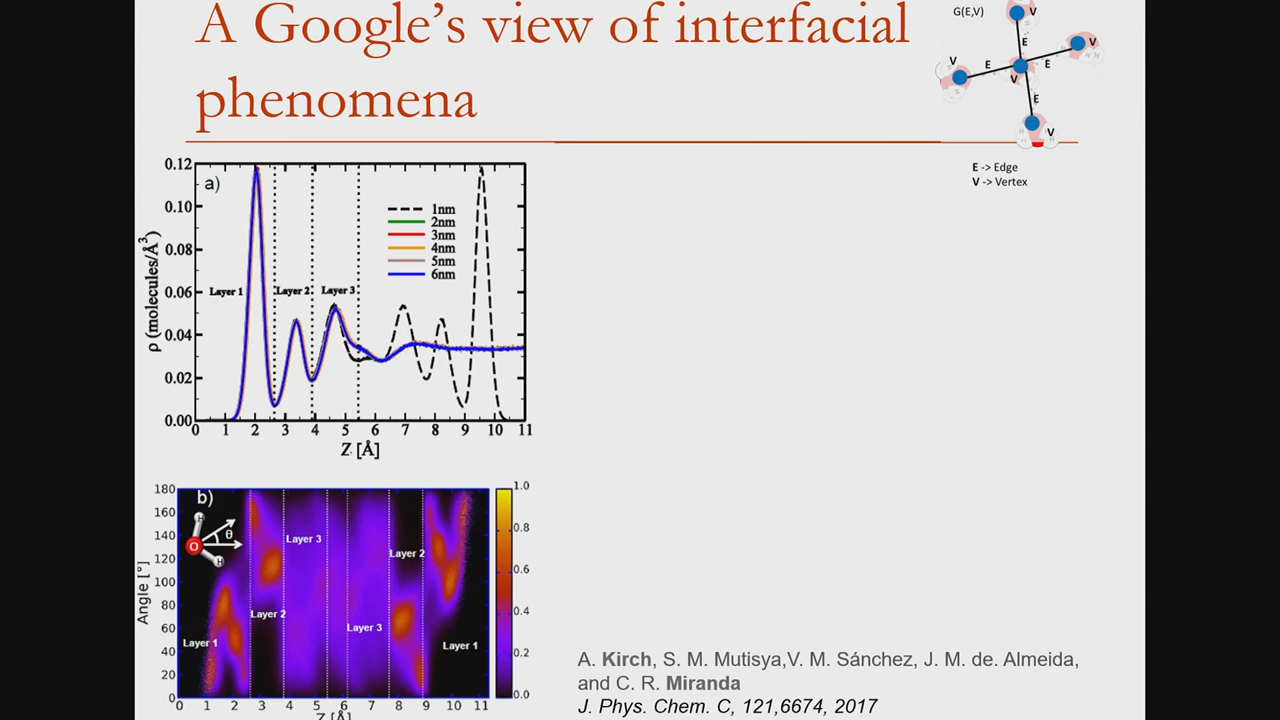 A Google's view of interfacial
phenomena
G(E,V)
V
E
V
V
E
E
V
E
V
E -> Edge
V -> Vertex
a)
0.12
0.10
0.08
0.06
0.04
0.02
0.00
ρ (molecules/Å³)
1nm
2nm
3nm
4nm
5nm
6nm
Layer 1
Layer 2
Layer 3
0 1 2 3 4 5 6 7 8 9 10 11
Z [Å]
b)
180
160
140
120
100
80
60
40
20
0
Angle [°]
H
θ
O
H
Layer 3
Layer 2
Layer 2
Layer 3
Layer 1
Layer 1
1.0
0.8
0.6
0.4
0.2
0.0
0 1 2 3 4 5 6 7 8 9 10 11
Z [Å]
A. Kirch, S. M. Mutisya,V. M. Sánchez, J. M. de. Almeida,
and C. R. Miranda
J. Phys. Chem. C, 121,6674, 2017